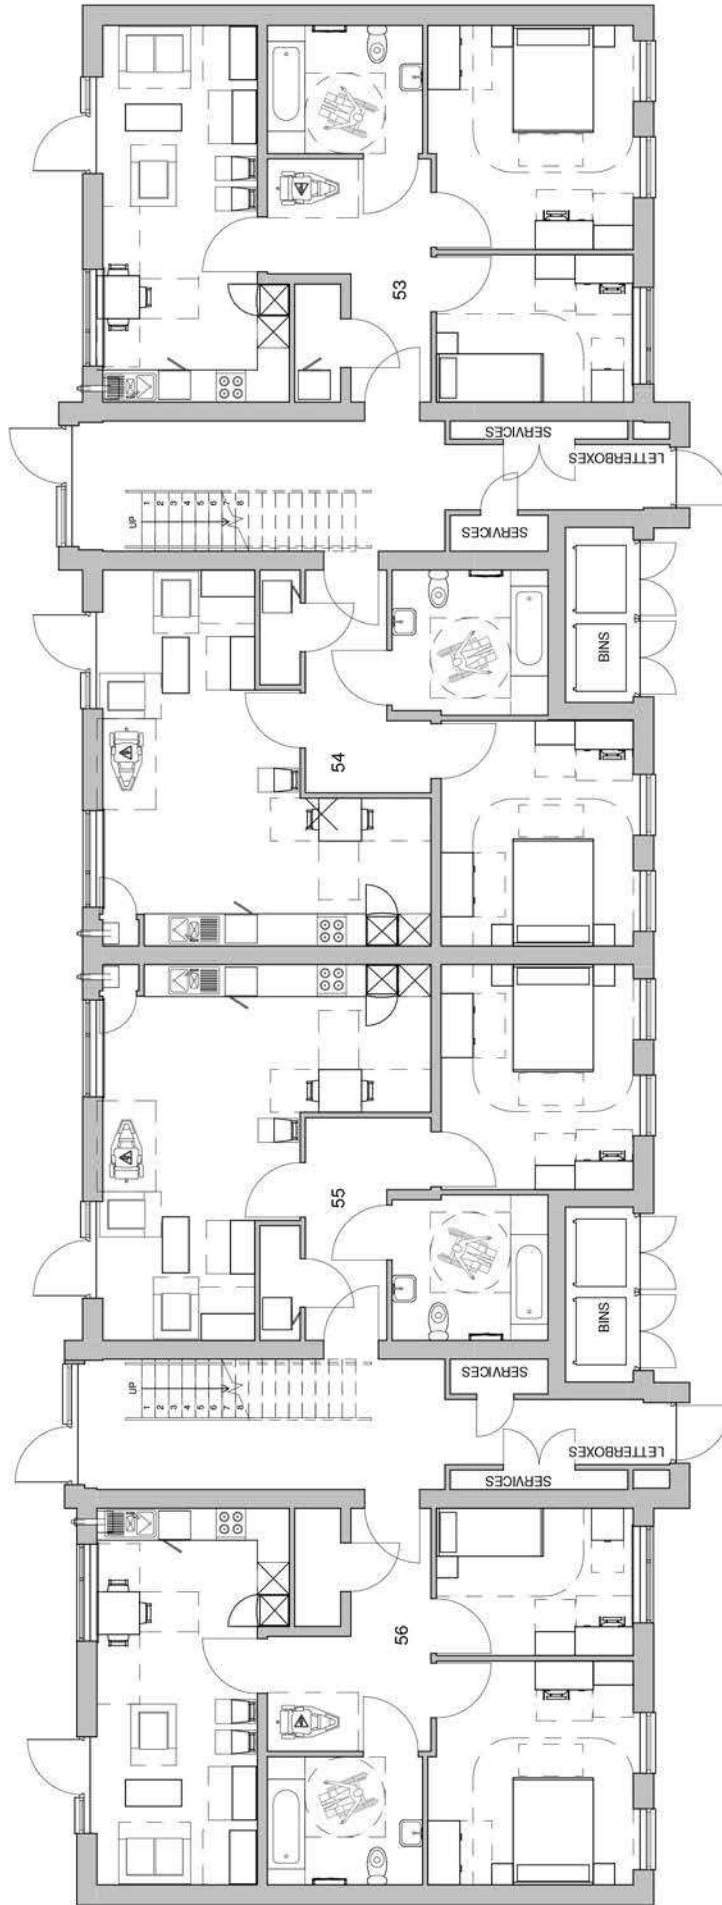 53
UP
1
2
3
4
5
6
7
8
SERVICES
LETTERBOXES
SERVICES
BINS
54
55
BINS
UP
1
2
3
4
5
6
7
8
SERVICES
LETTERBOXES
SERVICES
56